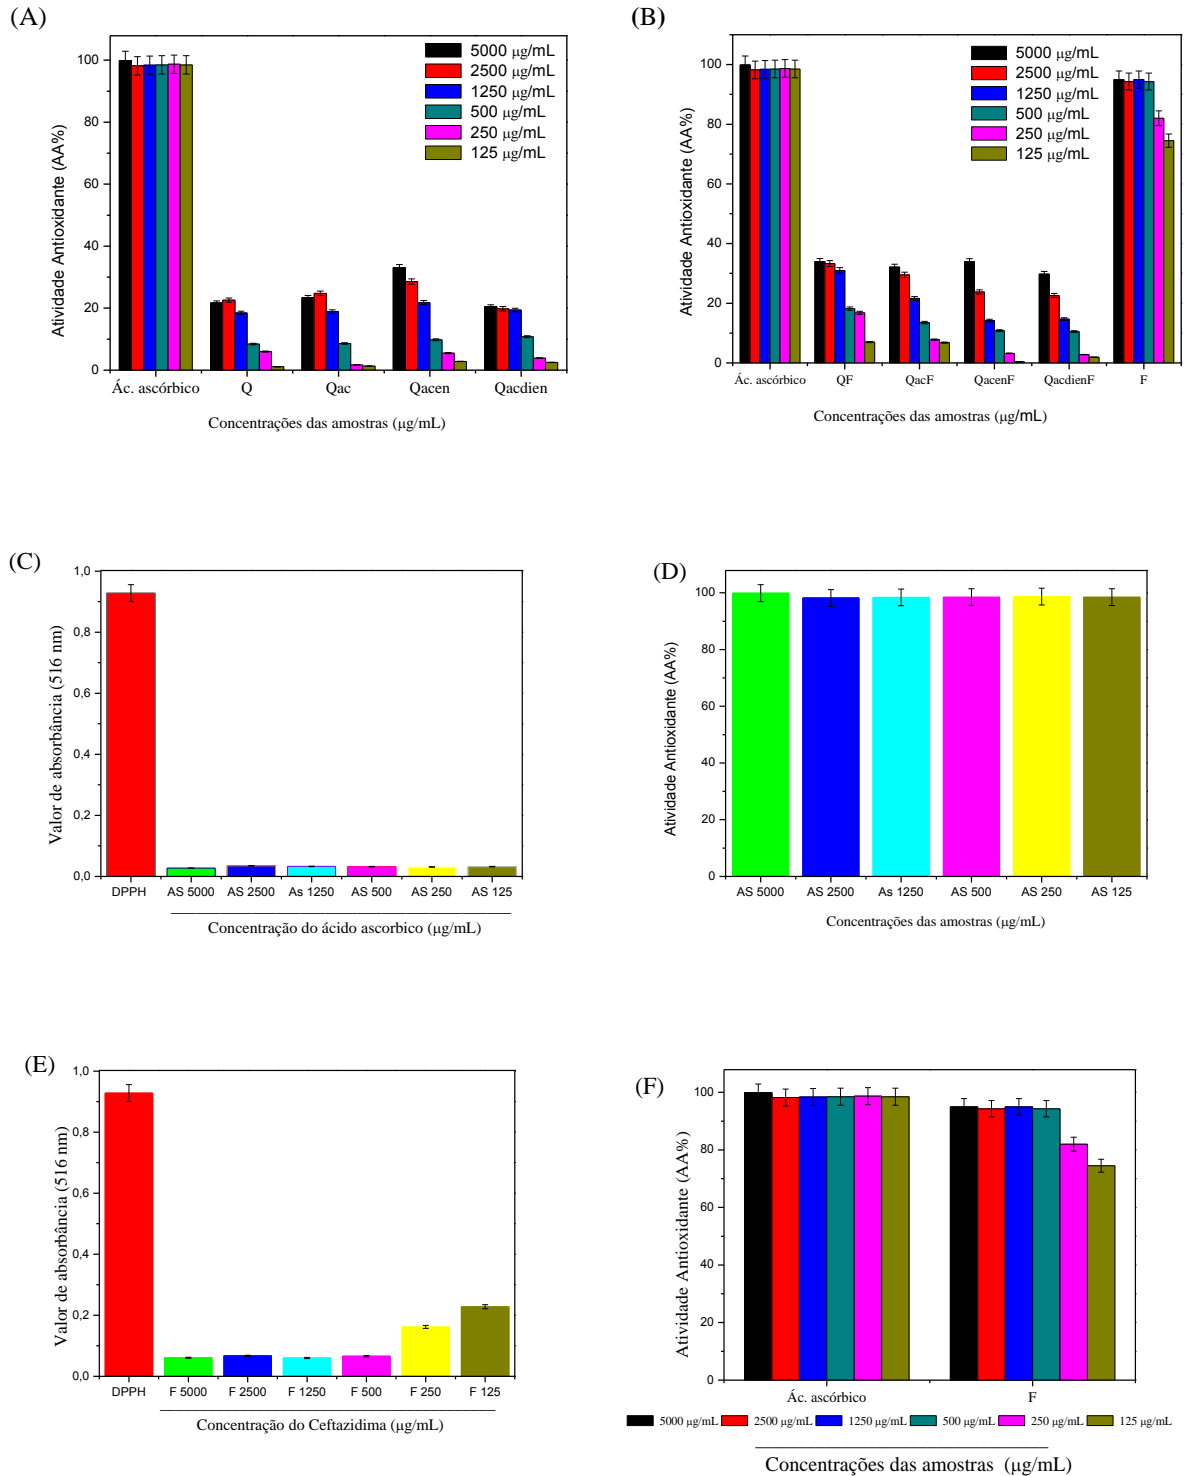 (A)
Atividade Antioxidante (AA%)
100
80
60
40
20
0
5000 μg/mL
2500 μg/mL
1250 μg/mL
500 μg/mL
250 μg/mL
125 μg/mL
Ác. ascórbico Q Qac Qacen Qacdien
Concentrações das amostras (μg/mL)
(B)
Atividade Antioxidante (AA%)
100
80
60
40
20
0
5000 μg/mL
2500 μg/mL
1250 μg/mL
500 μg/mL
250 μg/mL
125 μg/mL
Ác. ascórbico QF QacF QacenF QacdienF F
Concentrações das amostras (μg/mL)
(C)
Valor de absorbância (516 nm)
1,0
0,8
0,6
0,4
0,2
0,0
DPPH AS 5000 AS 2500 As 1250 AS 500 AS 250 AS 125
Concentração do ácido ascorbico (μg/mL)
(D)
Atividade Antioxidante (AA%)
100
80
60
40
20
0
AS 5000 AS 2500 As 1250 AS 500 AS 250 AS 125
Concentrações das amostras (μg/mL)
(E)
Valor de absorbância (516 nm)
1,0
0,8
0,6
0,4
0,2
0,0
DPPH F 5000 F 2500 F 1250 F 500 F 250 F 125
Concentração do Ceftazidima (μg/mL)
(F)
Atividade Antioxidante (AA%)
100
80
60
40
20
0
Ác. ascórbico F
5000 μg/mL 2500 μg/mL 1250 μg/mL 500 μg/mL 250 μg/mL 125 μg/mL
Concentrações das amostras (μg/mL)